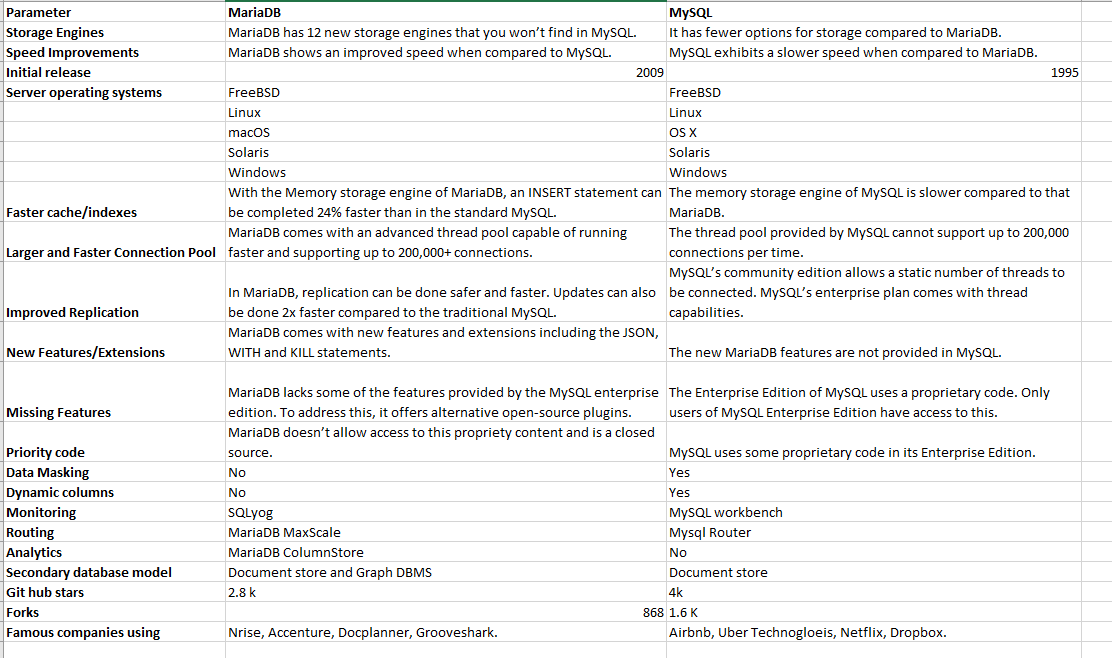 Parameter MariaDB MySQL
Storage Engines MariaDB has 12 new storage engines that you won’t find in MySQL. It has fewer options for storage compared to MariaDB.
Speed Improvements MariaDB shows an improved speed when compared to MySQL. MySQL exhibits a slower speed when compared to MariaDB.
Initial release 2009 1995
Server operating systems FreeBSD FreeBSD
Linux Linux
macOS OS X
Solaris Solaris
Windows Windows
Faster cache/indexes
With the Memory storage engine of MariaDB, an INSERT statement can
be completed 24% faster than in the standard MySQL.
The memory storage engine of MySQL is slower compared to that
MariaDB.
Larger and Faster Connection Pool
MariaDB comes with an advanced thread pool capable of running
faster and supporting up to 200,000+ connections.
The thread pool provided by MySQL cannot support up to 200,000
connections per time.
Improved Replication
In MariaDB, replication can be done safer and faster. Updates can also
be done 2x faster compared to the traditional MySQL.
MySQL’s community edition allows a static number of threads to
be connected. MySQL’s enterprise plan comes with thread
capabilities.
New Features/Extensions
MariaDB comes with new features and extensions including the JSON,
WITH and KILL statements.
The new MariaDB features are not provided in MySQL.
Missing Features
MariaDB lacks some of the features provided by the MySQL enterprise
edition. To address this, it offers alternative open-source plugins.
The Enterprise Edition of MySQL uses a proprietary code. Only
users of MySQL Enterprise Edition have access to this.
Priority code
MariaDB doesn’t allow access to this propriety content and is a closed
source.
MySQL uses some proprietary code in its Enterprise Edition.
Data Masking No Yes
Dynamic columns No Yes
Monitoring SQLyog MySQL workbench
Routing MariaDB MaxScale Mysql Router
Analytics MariaDB ColumnStore No
Secondary database model Document store and Graph DBMS Document store
Git hub stars 2.8 k 4k
Forks 868 1.6 K
Famous companies using Nrise, Accenture, Docplanner, Grooveshark. Airbnb, Uber Technogloeis, Netflix, Dropbox.